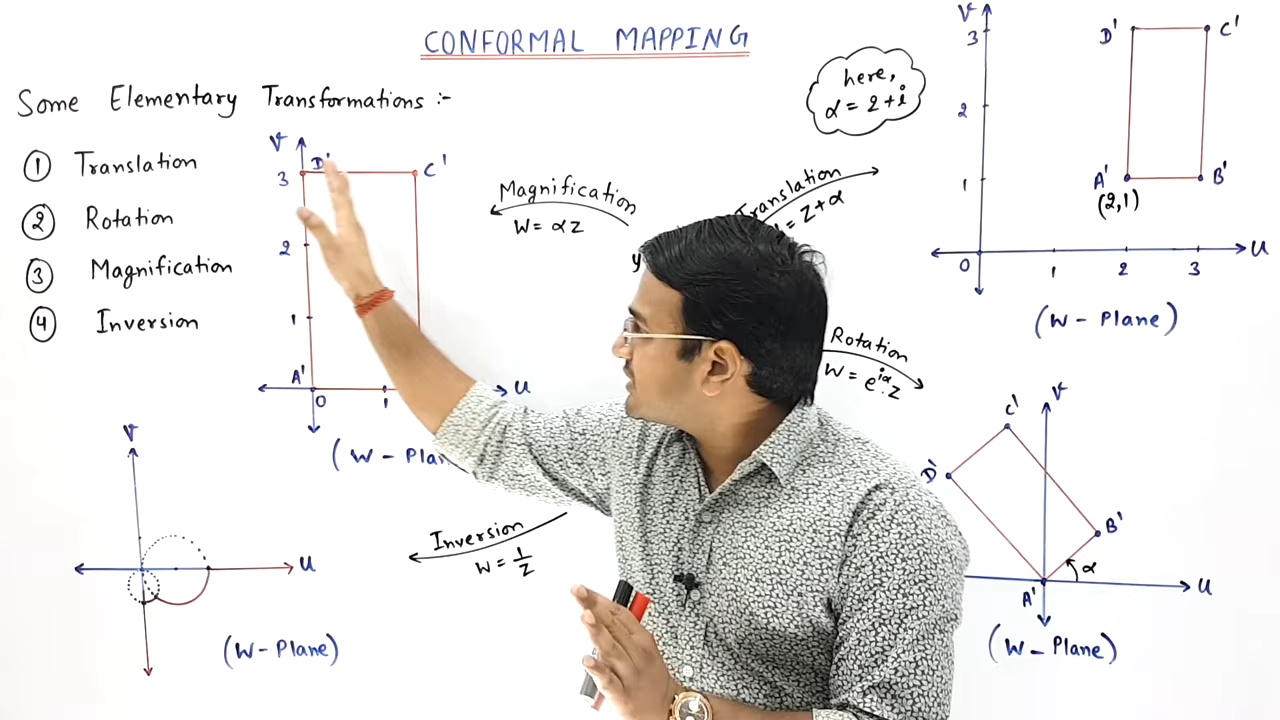 CONFORMAL MAPPING
Some Elementary Transformations :-
① Translation
② Rotation
③ Magnification
④ Inversion
V
D'
C'
3
2
1
A'
0
1
U
Magnification
W = αz
here,
α = 2+i
Translation
= z+α
y
V
3
2
1
D'
C'
A'
B'
(2,1)
0
1
2
3
U
(W - Plane)
Rotation
W = e^{iα}.z
V
C'
D'
B'
α
A'
U
(W - Plane)
Inversion
W = 1/z
V
U
(W - Plane)